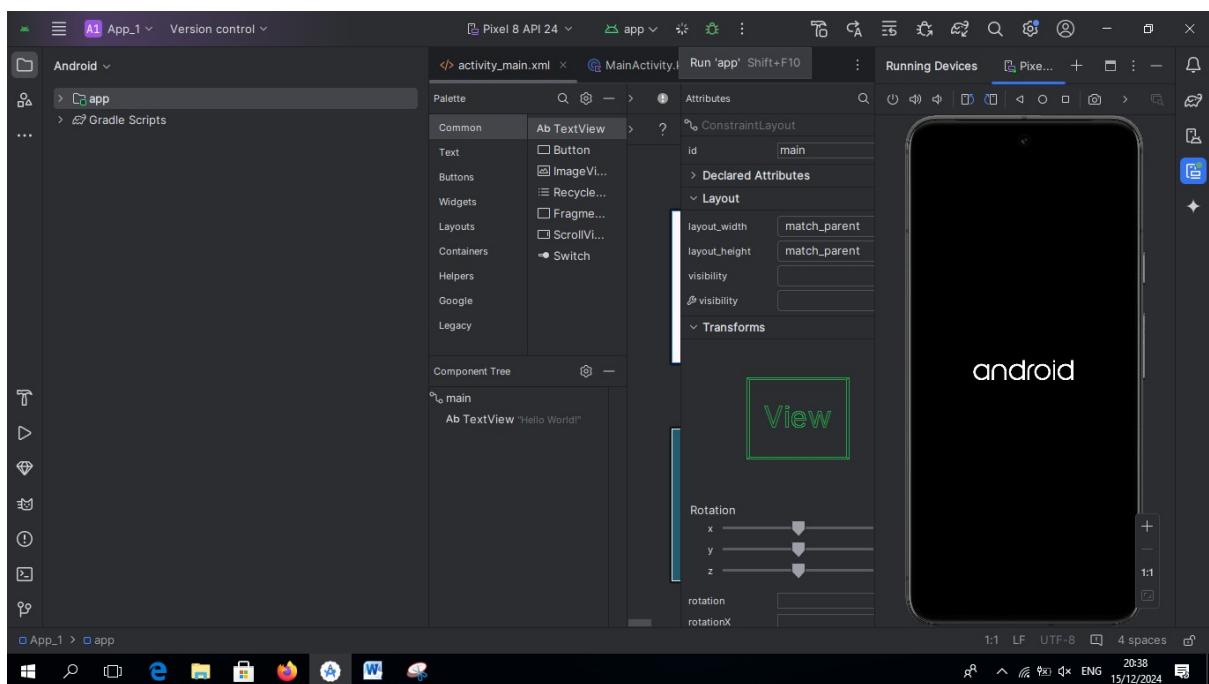 A1 App_1 Version control Pixel 8 API 24 app
Android
app
Gradle Scripts
activity_main.xml MainActivity.k
Run 'app' Shift+F10
Running Devices Pixe...
Palette
Common
Text
Buttons
Widgets
Layouts
Containers
Helpers
Google
Legacy
Ab TextView
Button
ImageVi...
Recycle...
Fragme...
ScrollVi...
Switch
Component Tree
main
Ab TextView "Hello World!"
Attributes
ConstraintLayout
id main
Declared Attributes
Layout
layout_width match_parent
layout_height match_parent
visibility
visibility
Transforms
View
Rotation
x
y
z
rotation
rotationX
android
1:1
App_1 > app
1:1 LF UTF-8 4 spaces
ENG
20:38
15/12/2024